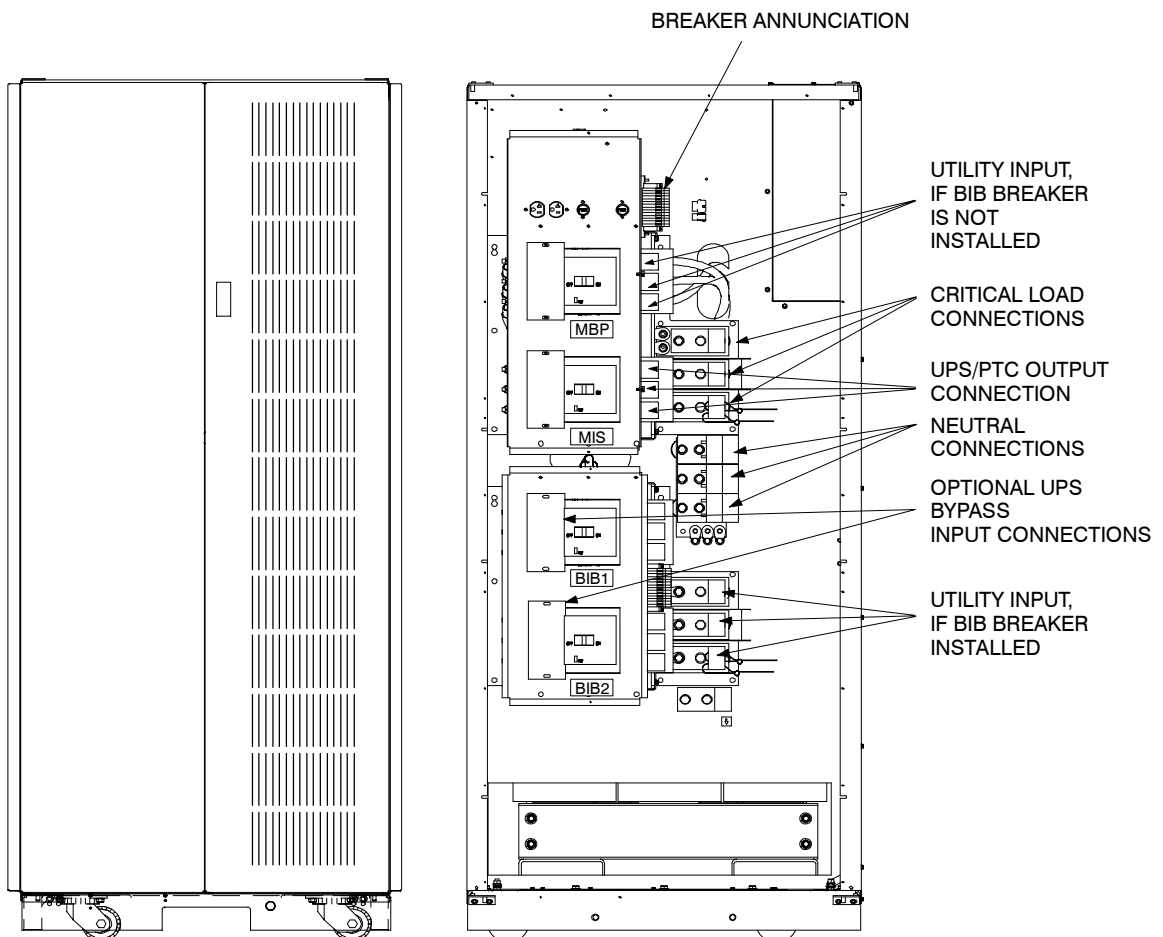 BREAKER ANNUNCIATION
UTILITY INPUT,
IF BIB BREAKER
IS NOT
INSTALLED
CRITICAL LOAD
CONNECTIONS
UPS/PTC OUTPUT
CONNECTION
NEUTRAL
CONNECTIONS
OPTIONAL UPS
BYPASS
INPUT CONNECTIONS
UTILITY INPUT,
IF BIB BREAKER
INSTALLED
MBP
MIS
BIB1
BIB2